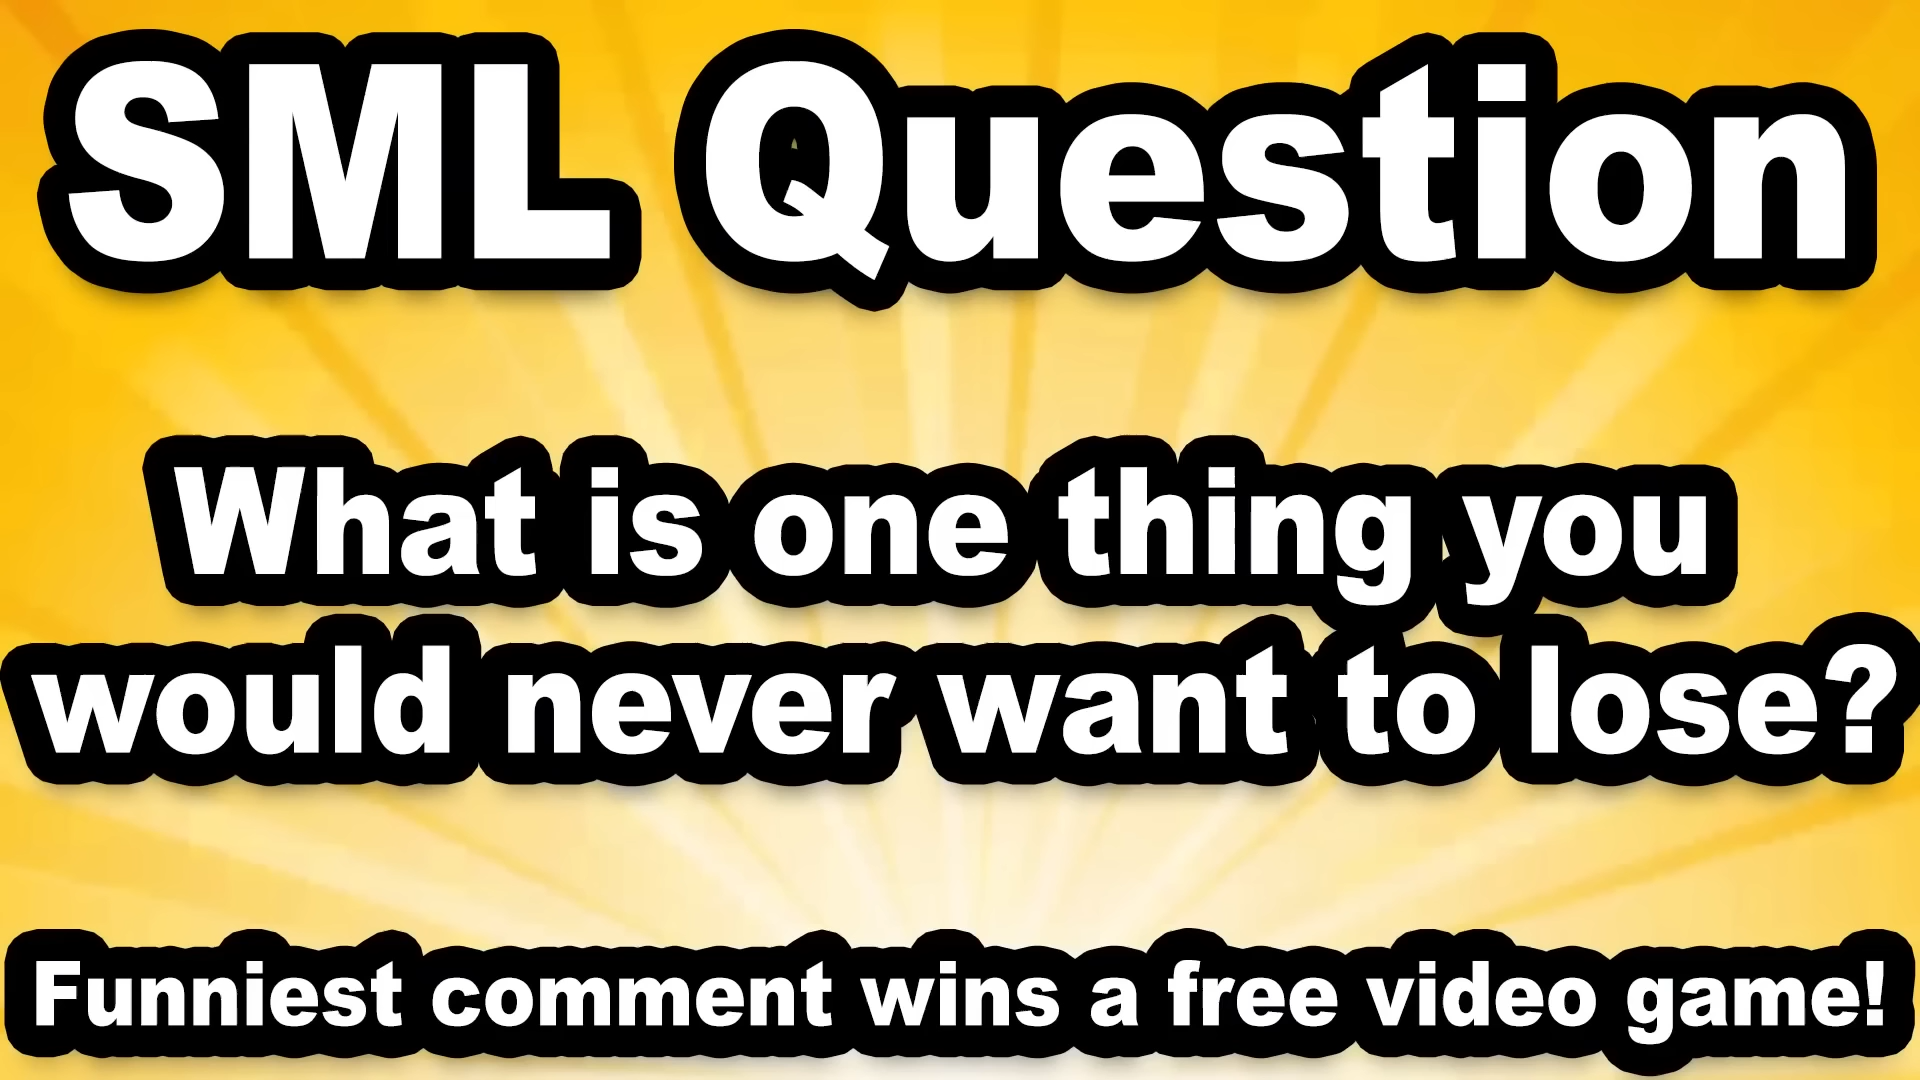 SML Question
What is one thing you
would never want to lose?
Funniest comment wins a free video game!